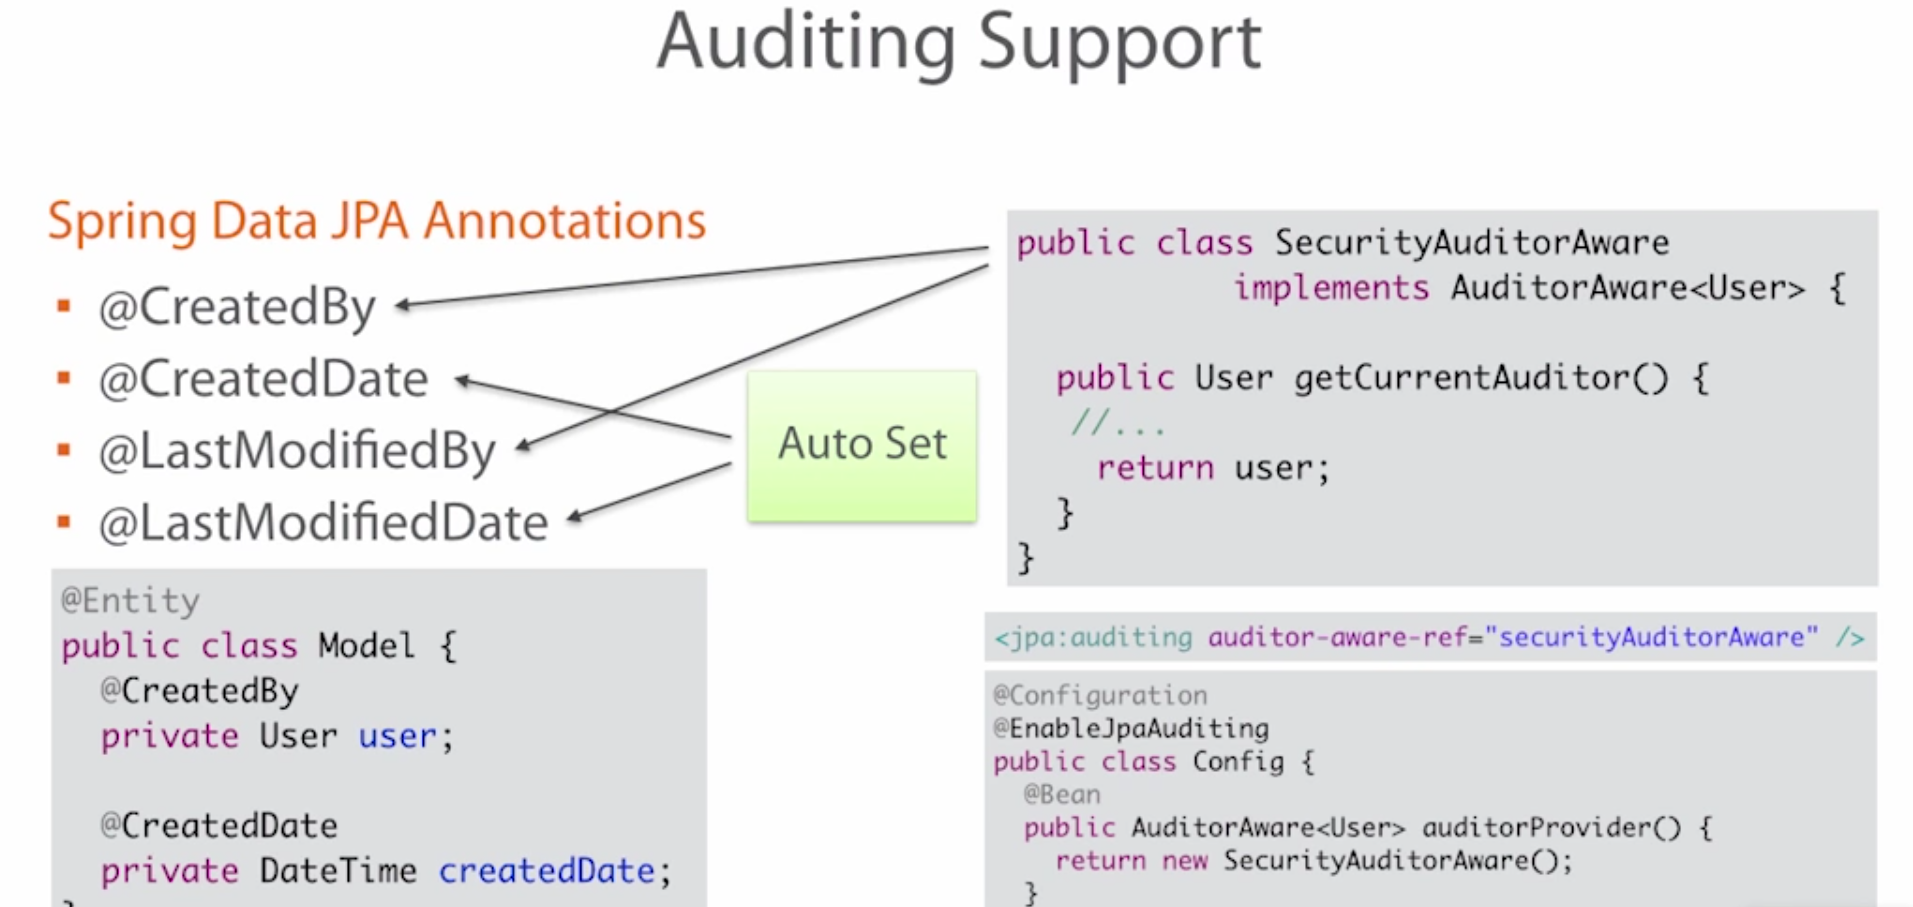 Auditing Support
Spring Data JPA Annotations
▪ @CreatedBy
▪ @CreatedDate
▪ @LastModifiedBy
▪ @LastModifiedDate
Auto Set
@Entity
public class Model {
  @CreatedBy
  private User user;

  @CreatedDate
  private DateTime createdDate;
}
public class SecurityAuditorAware
           implements AuditorAware<User> {

  public User getCurrentAuditor() {
   //...
    return user;
  }
}
<jpa:auditing auditor-aware-ref="securityAuditorAware" />
@Configuration
@EnableJpaAuditing
public class Config {
  @Bean
  public AuditorAware<User> auditorProvider() {
    return new SecurityAuditorAware();
  }